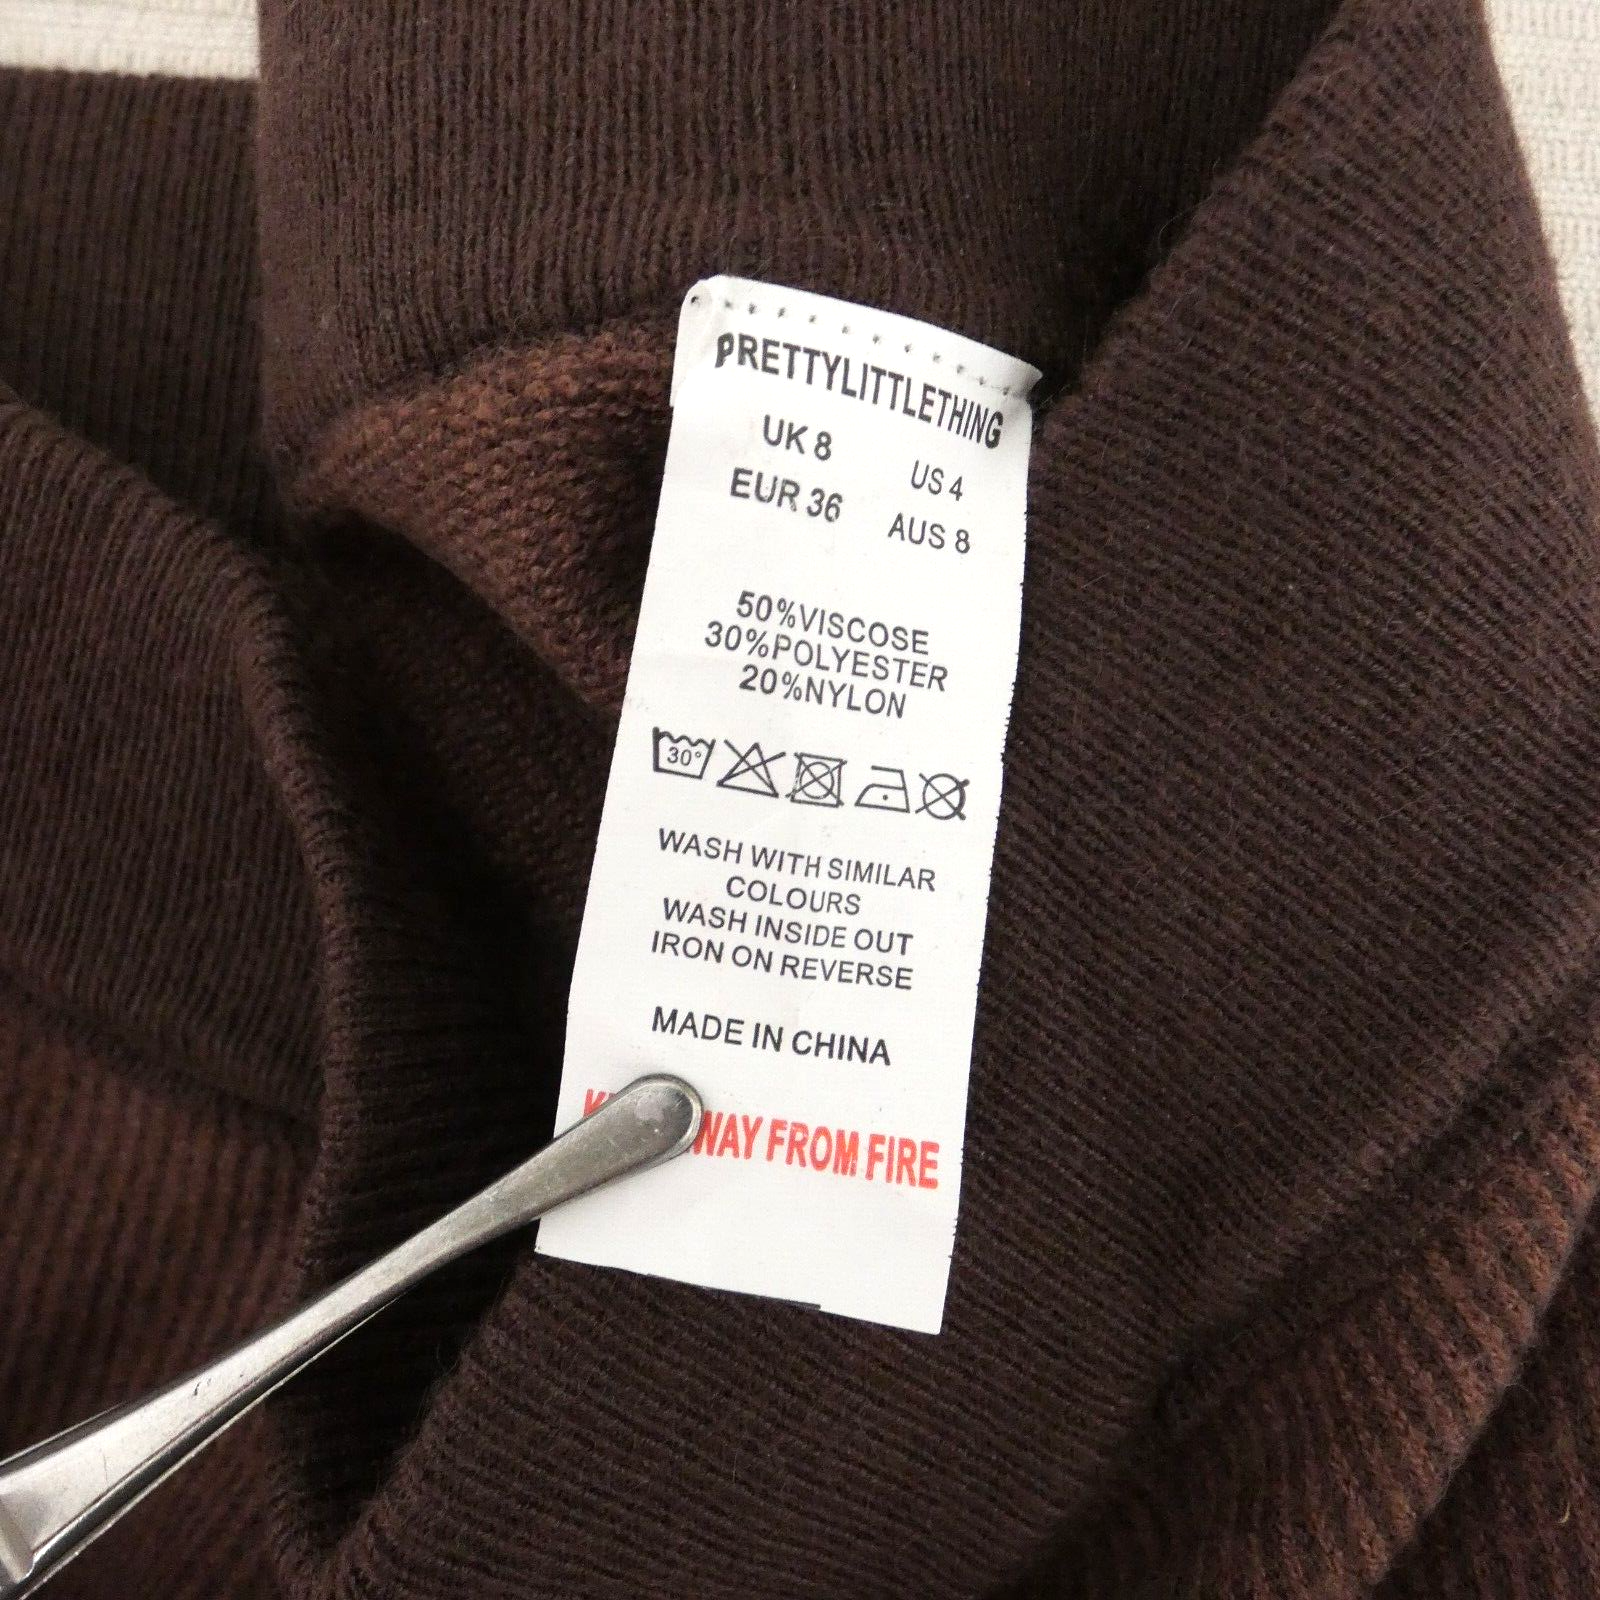 PRETTYLITTLETHING
UK 8 US 4
EUR 36 AUS 8
50%VISCOSE
30%POLYESTER
20%NYLON
30°
WASH WITH SIMILAR
COLOURS
WASH INSIDE OUT
IRON ON REVERSE
MADE IN CHINA
FROM FIRE